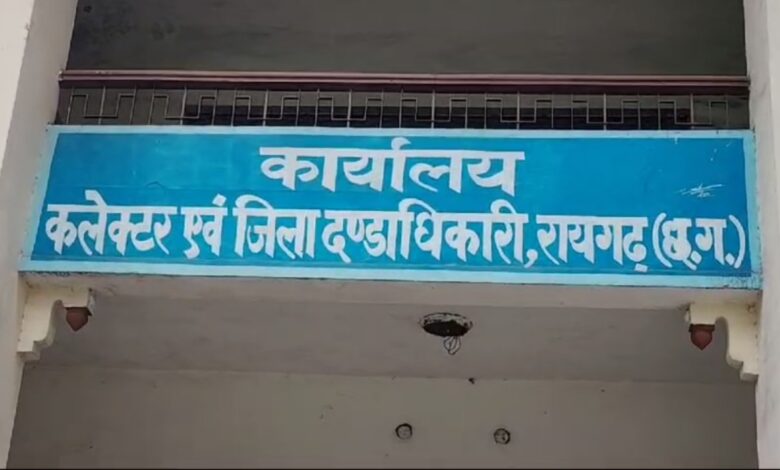 कार्यालय
कलेक्टर एवं जिला दण्डाधिकारी, रायगढ़ (छ.ग.)